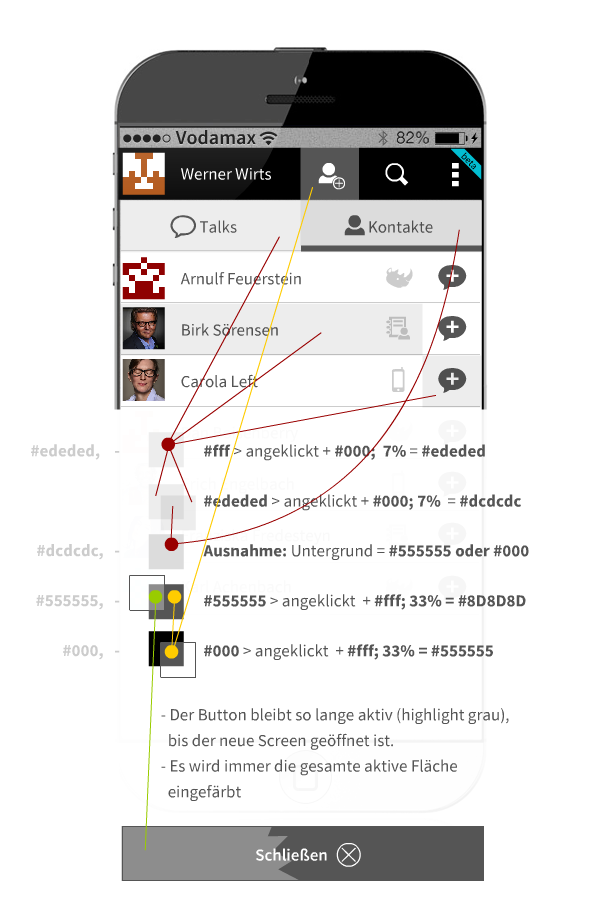 Vodamax 82%
beta
Werner Wirts
Talks Kontakte
Arnulf Feuerstein
Birk Sörensen
Carola Left
#ededed, - #fff > angeklickt + #000; 7% = #ededed
#ededed > angeklickt + #000; 7% = #dcdcdc
#dcdcdc, - Ausnahme: Untergrund = #555555 oder #000
#555555, - #555555 > angeklickt + #fff; 33% = #8D8D8D
#000, - #000 > angeklickt + #fff; 33% = #555555
- Der Button bleibt so lange aktiv (highlight grau),
bis der neue Screen geöffnet ist.
- Es wird immer die gesamte aktive Fläche
eingefärbt
Schließen